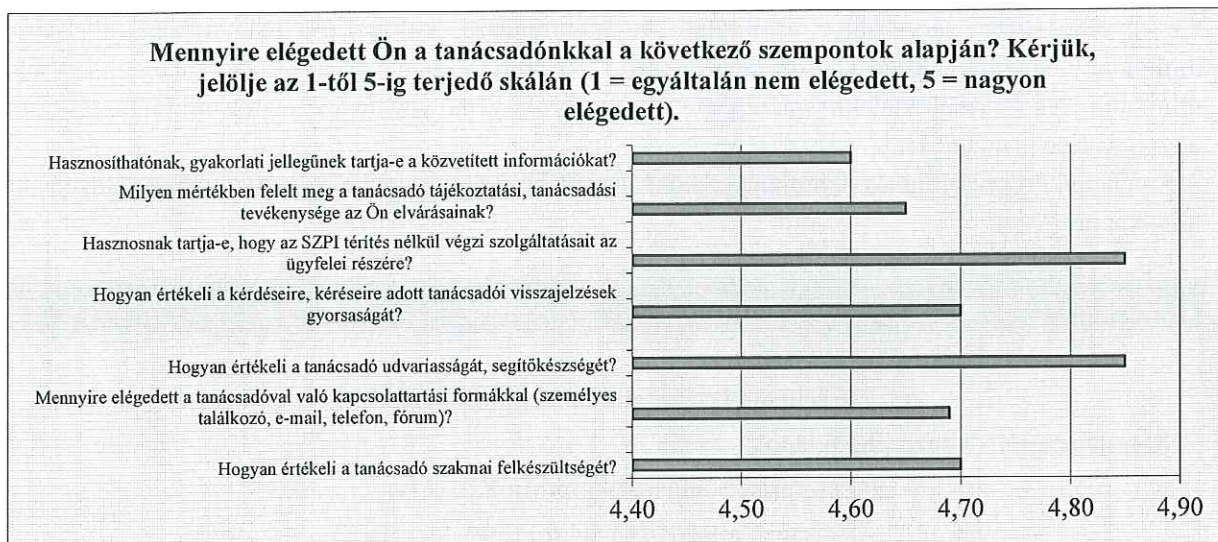 Mennyire elégedett Ön a tanácsadónkkal a következő szempontok alapján? Kérjük,
jelölje az 1-től 5-ig terjedő skálán (1 = egyáltalán nem elégedett, 5 = nagyon
elégedett).
Hasznosíthatónak, gyakorlati jellegűnek tartja-e a közvetített információkat?
Milyen mértékben felelt meg a tanácsadó tájékoztatási, tanácsadási
tevékenysége az Ön elvárásainak?
Hasznosnak tartja-e, hogy az SZPI térítés nélkül végzi szolgáltatásait az
ügyfelei részére?
Hogyan értékeli a kérdéseire, kéréseire adott tanácsadói visszajelzések
gyorsaságát?
Hogyan értékeli a tanácsadó udvariasságát, segítőkészségét?
Mennyire elégedett a tanácsadóval való kapcsolattartási formákkal (személyes
találkozó, e-mail, telefon, fórum)?
Hogyan értékeli a tanácsadó szakmai felkészültségét?
4,40 4,50 4,60 4,70 4,80 4,90